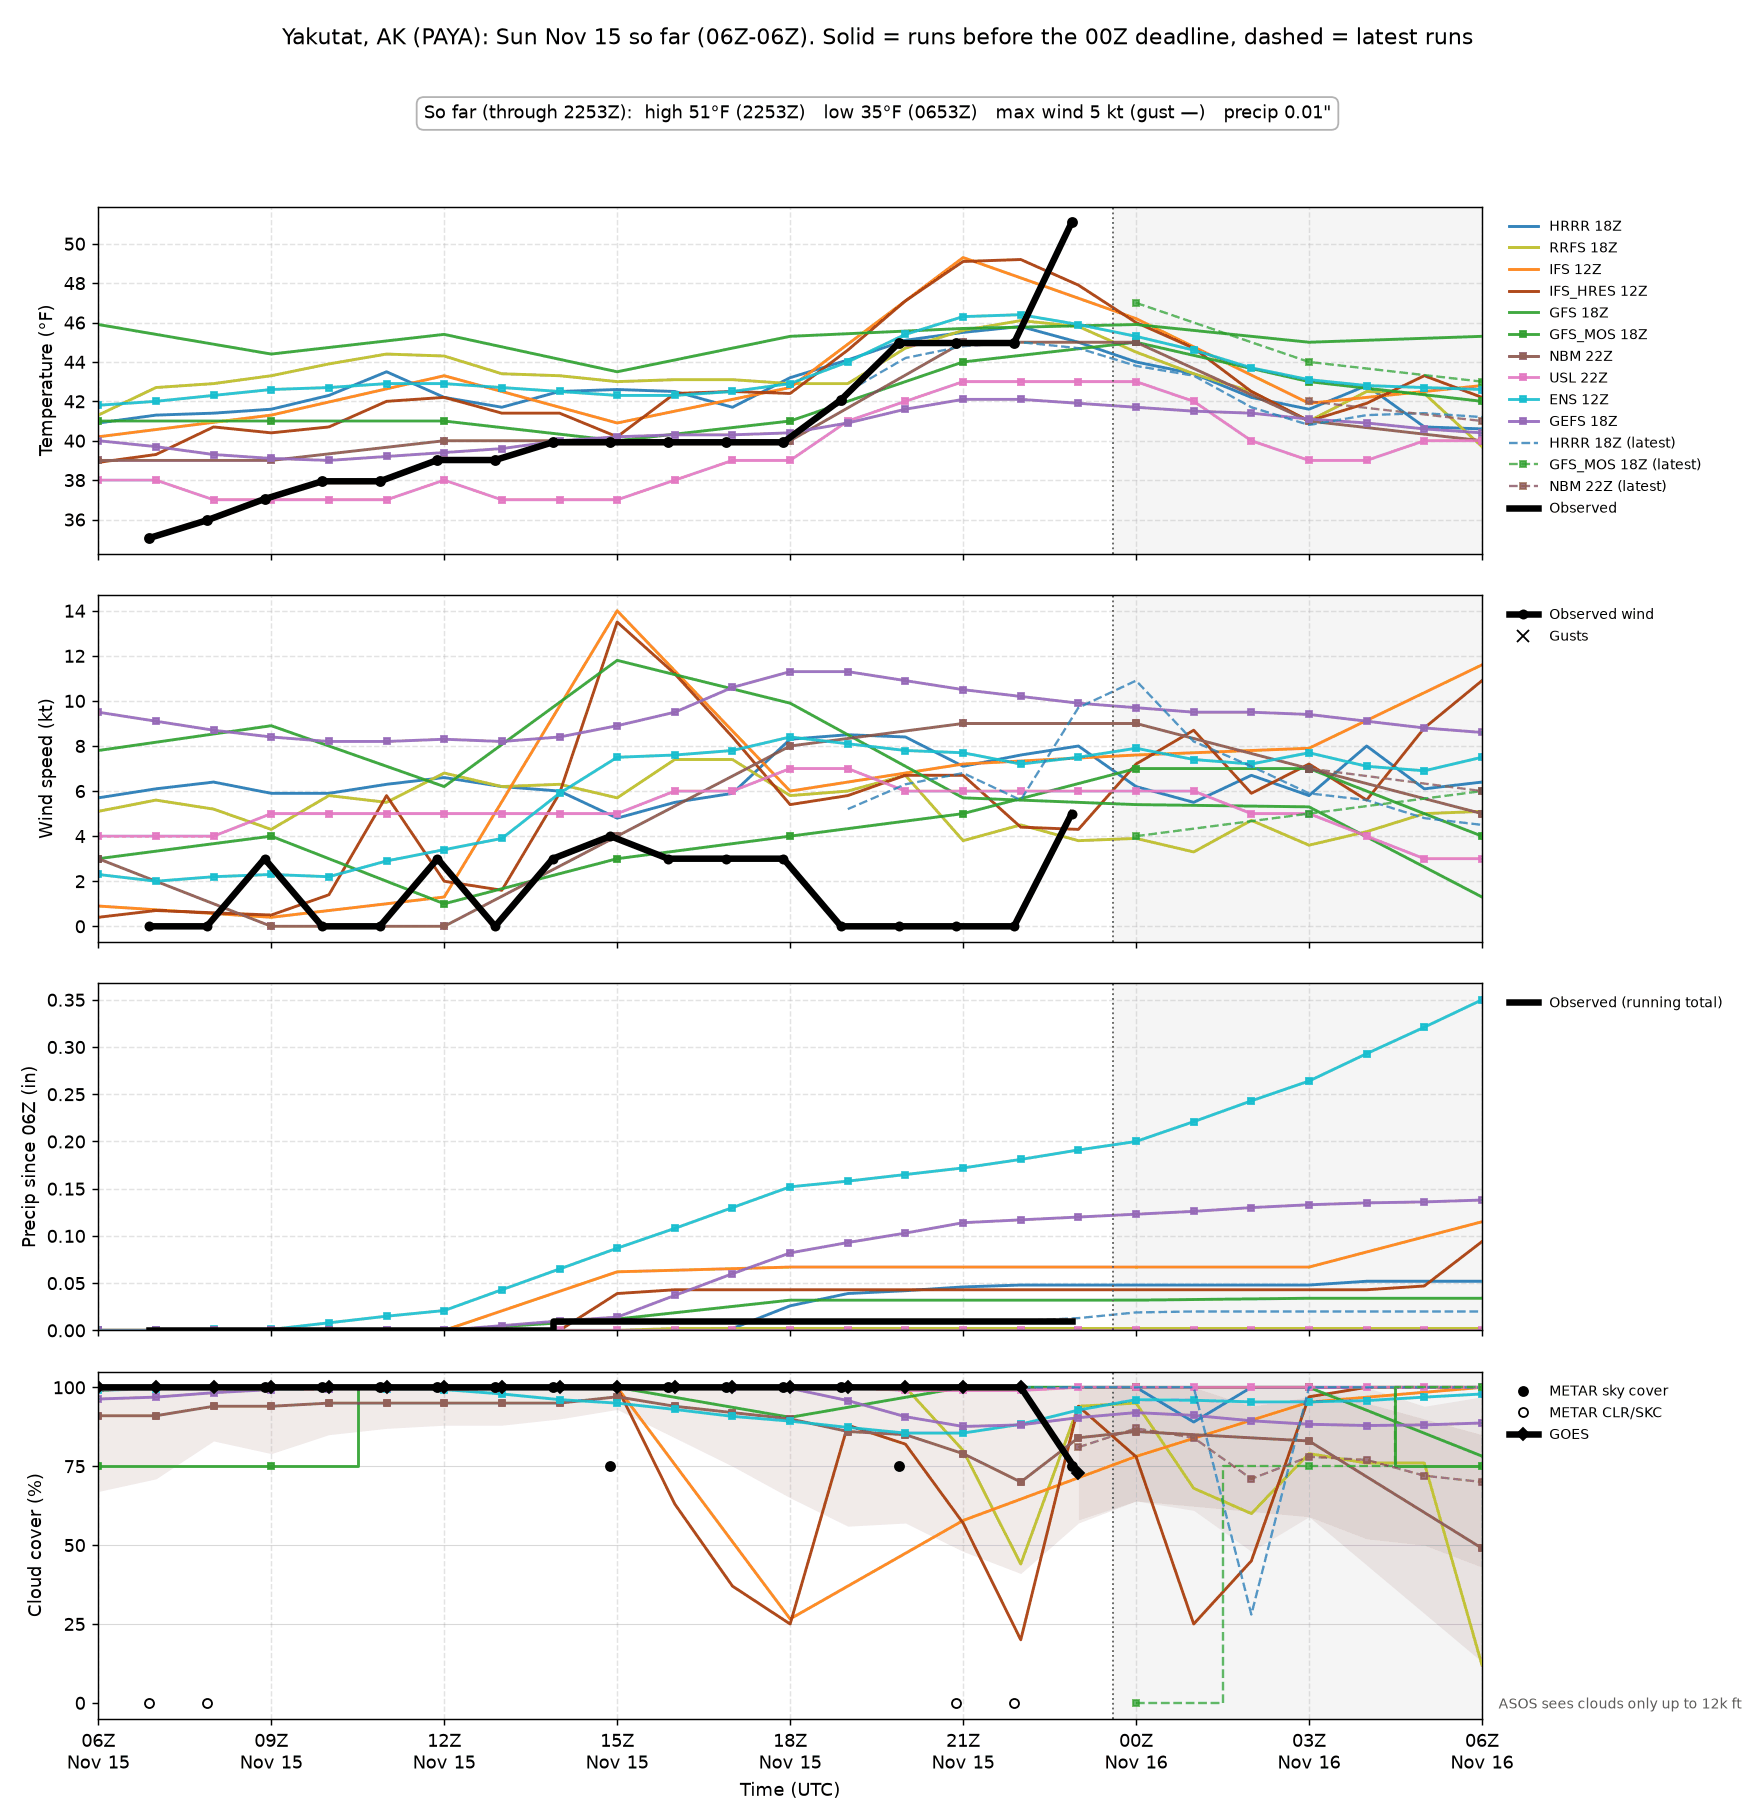 Yakutat, AK (PAYA): Sun Nov 15 so far (06Z-06Z). Solid = runs before the 00Z deadline, dashed = latest runs
So far (through 2253Z):  high 51°F (2253Z)   low 35°F (0653Z)   max wind 5 kt (gust —)   precip 0.01"
Temperature (°F)
50
48
46
44
42
40
38
36
HRRR 18Z
RRFS 18Z
IFS 12Z
IFS_HRES 12Z
GFS 18Z
GFS_MOS 18Z
NBM 22Z
USL 22Z
ENS 12Z
GEFS 18Z
HRRR 18Z (latest)
GFS_MOS 18Z (latest)
NBM 22Z (latest)
Observed
Wind speed (kt)
14
12
10
8
6
4
2
0
Observed wind
Gusts
Precip since 06Z (in)
0.35
0.30
0.25
0.20
0.15
0.10
0.05
0.00
Observed (running total)
Cloud cover (%)
100
75
50
25
0
METAR sky cover
METAR CLR/SKC
GOES
ASOS sees clouds only up to 12k ft
06Z
Nov 15
09Z
Nov 15
12Z
Nov 15
15Z
Nov 15
18Z
Nov 15
21Z
Nov 15
00Z
Nov 16
03Z
Nov 16
06Z
Nov 16
Time (UTC)